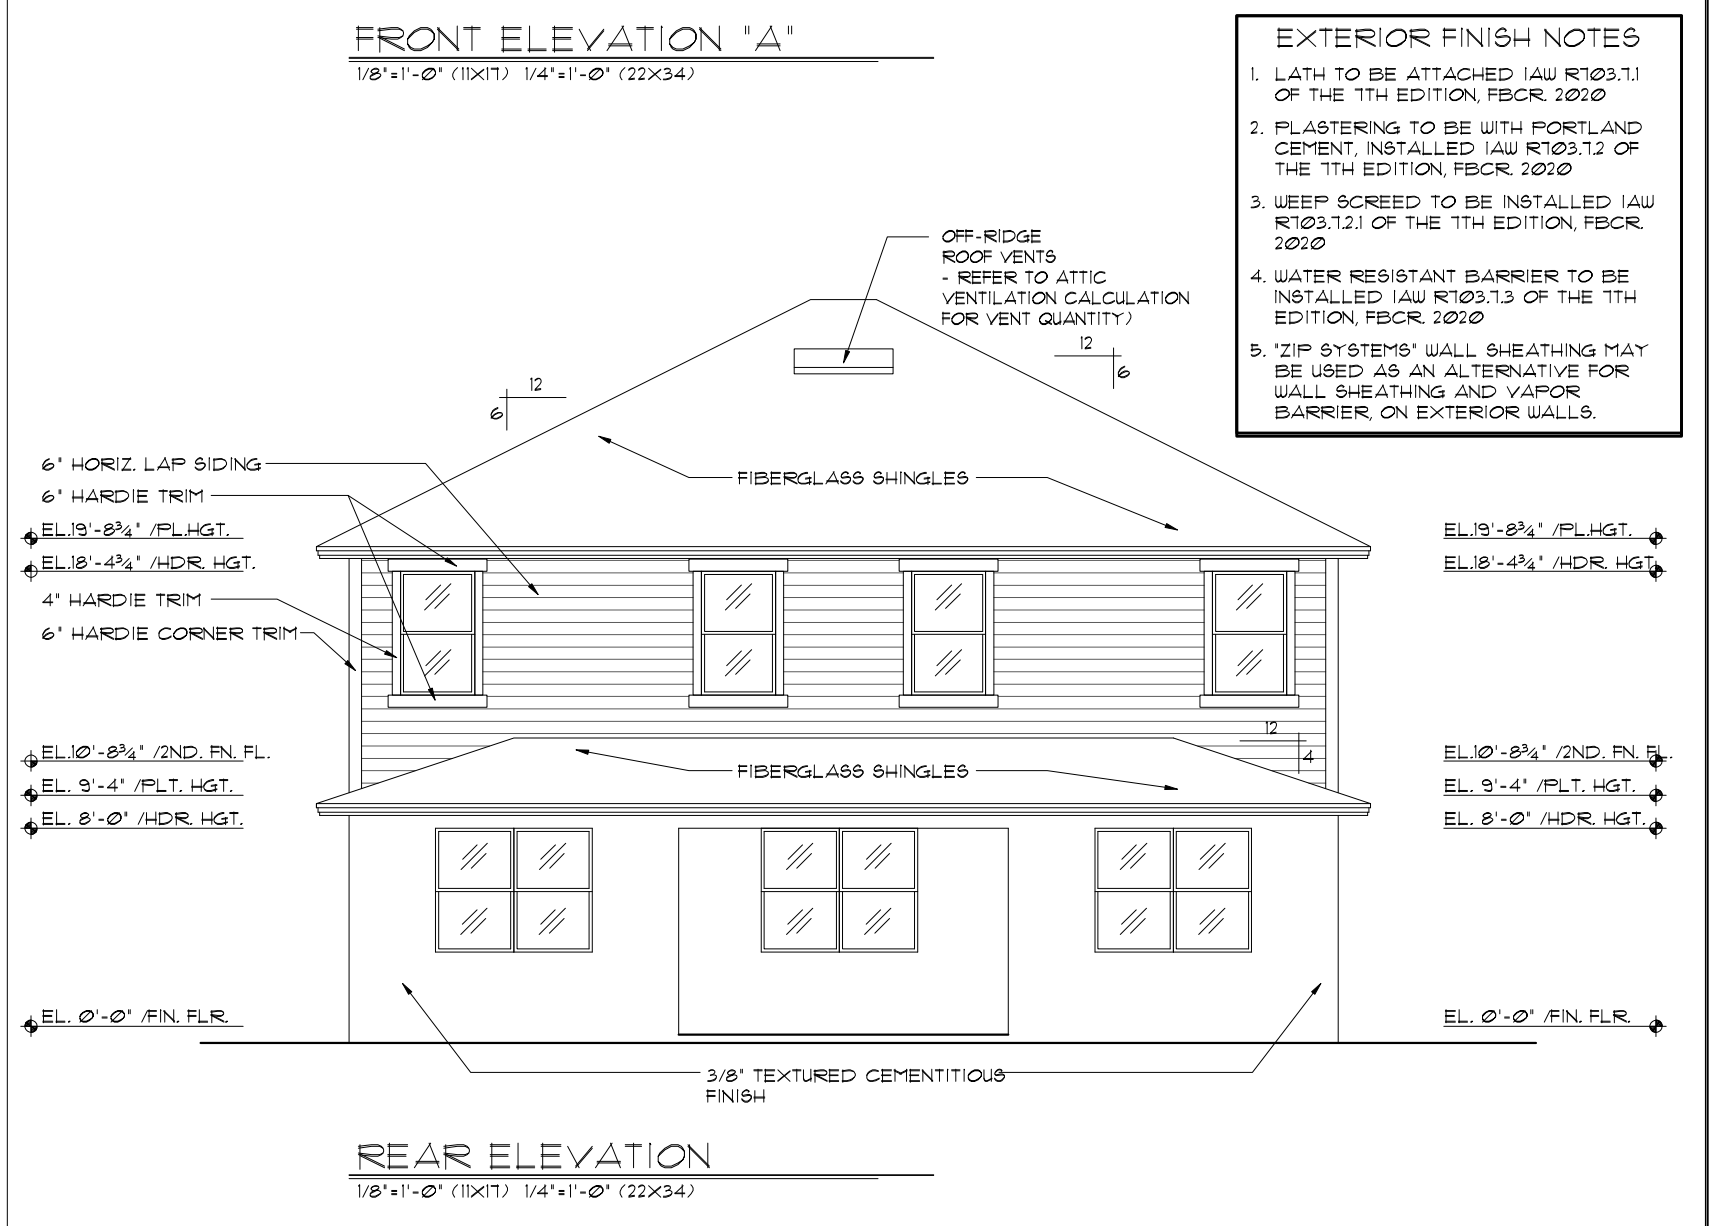 FRONT ELEVATION "A"
1/8"=1'-0" (11X17) 1/4"=1'-0" (22X34)
EXTERIOR FINISH NOTES
1. LATH TO BE ATTACHED IAW R703.7.1
OF THE 7TH EDITION, FBCR. 2020
2. PLASTERING TO BE WITH PORTLAND
CEMENT, INSTALLED IAW R703.7.2 OF
THE 7TH EDITION, FBCR. 2020
3. WEEP SCREED TO BE INSTALLED IAW
R703.7.2.1 OF THE 7TH EDITION, FBCR.
2020
4. WATER RESISTANT BARRIER TO BE
INSTALLED IAW R703.7.3 OF THE 7TH
EDITION, FBCR. 2020
5. "ZIP SYSTEMS" WALL SHEATHING MAY
BE USED AS AN ALTERNATIVE FOR
WALL SHEATHING AND VAPOR
BARRIER, ON EXTERIOR WALLS.
OFF-RIDGE
ROOF VENTS
- REFER TO ATTIC
VENTILATION CALCULATION
FOR VENT QUANTITY)
12
6
12
6
6" HORIZ. LAP SIDING
FIBERGLASS SHINGLES
6" HARDIE TRIM
EL.19'-8¾" /PL.HGT.
EL.19'-8¾" /PL.HGT.
EL.18'-4¾" /HDR. HGT.
EL.18'-4¾" /HDR. HGT.
4" HARDIE TRIM
6" HARDIE CORNER TRIM
12
4
EL.10'-8¾" /2ND. FN. FL.
EL.10'-8¾" /2ND. FN. FL.
FIBERGLASS SHINGLES
EL. 9'-4" /PLT. HGT.
EL. 9'-4" /PLT. HGT.
EL. 8'-0" /HDR. HGT.
EL. 8'-0" /HDR. HGT.
EL. 0'-0" /FIN. FLR.
EL. 0'-0" /FIN. FLR.
3/8" TEXTURED CEMENTITIOUS
FINISH
REAR ELEVATION
1/8"=1'-0" (11X17) 1/4"=1'-0" (22X34)